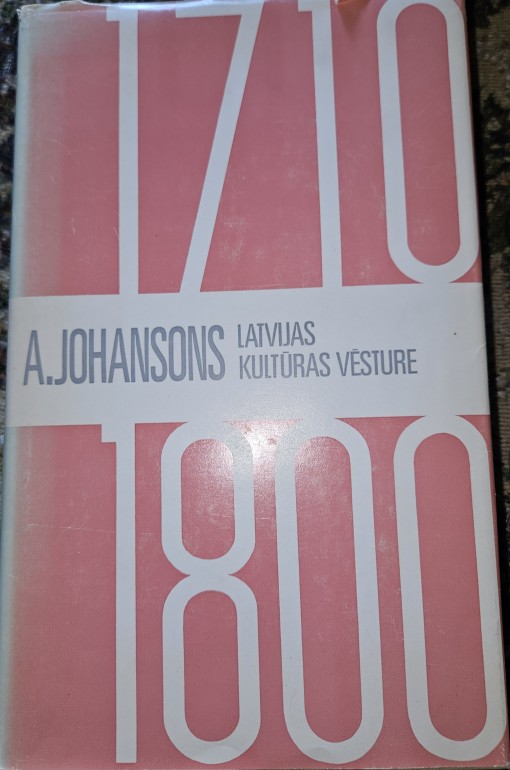 1710
A.JOHANSONS
LATVIJAS
KULTŪRAS VĒSTURE
1800